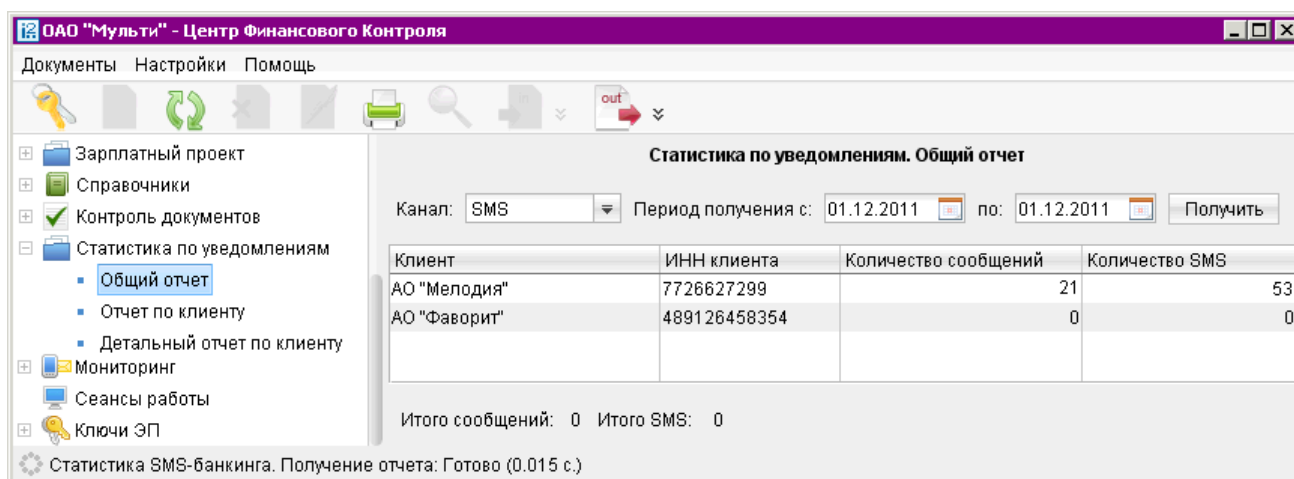 ОАО "Мульти" - Центр Финансового Контроля
Документы Настройки Помощь
out
Зарплатный проект
Справочники
Контроль документов
Статистика по уведомлениям
Общий отчет
Отчет по клиенту
Детальный отчет по клиенту
Мониторинг
Сеансы работы
Ключи ЭП
Статистика по уведомлениям. Общий отчет
Канал: SMS Период получения с: 01.12.2011 по: 01.12.2011 Получить
Клиент ИНН клиента Количество сообщений Количество SMS
АО "Мелодия" 7726627299 21 53
АО "Фаворит" 489126458354 0 0
Итого сообщений: 0 Итого SMS: 0
Статистика SMS-банкинга. Получение отчета: Готово (0.015 с.)